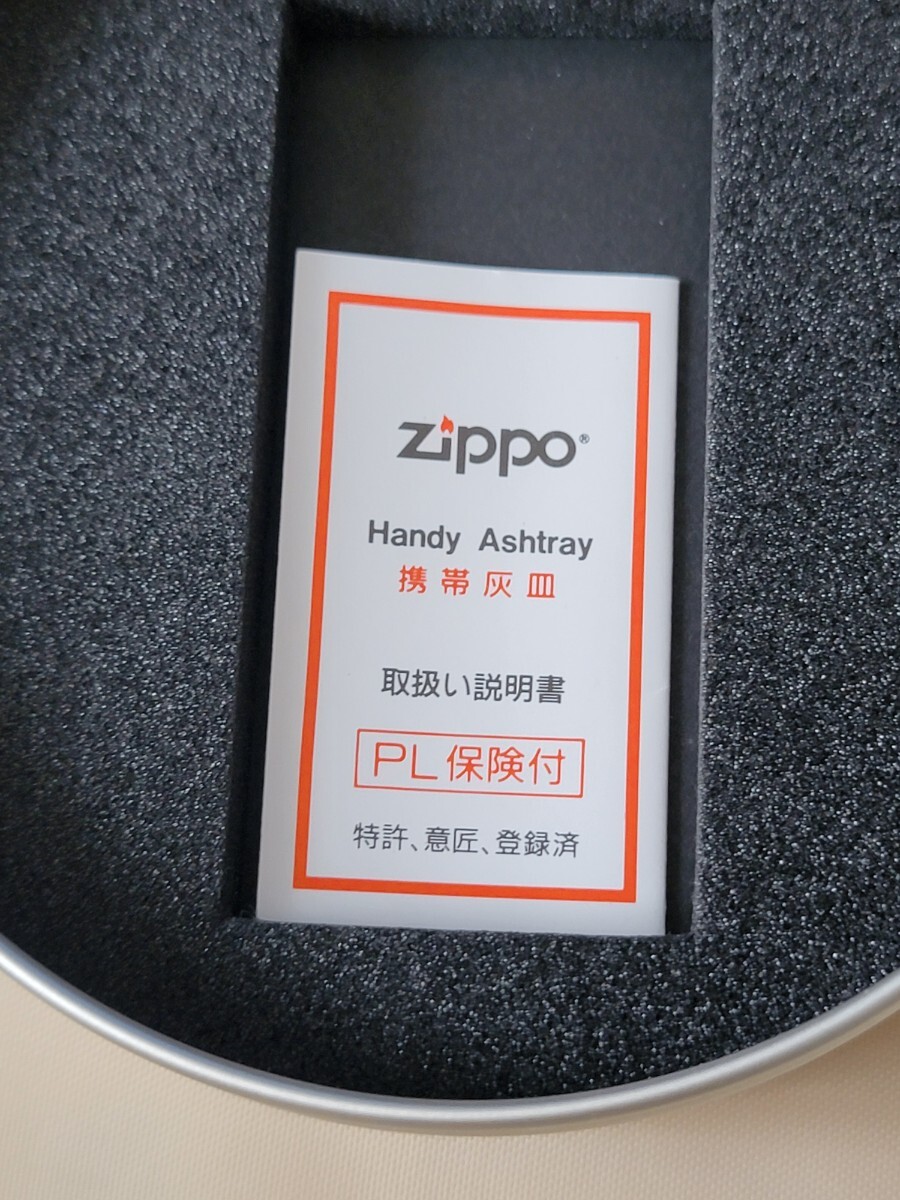 zippo®
Handy Ashtray
携帯灰皿
取扱い説明書
PL保険付
特許、意匠、登録済